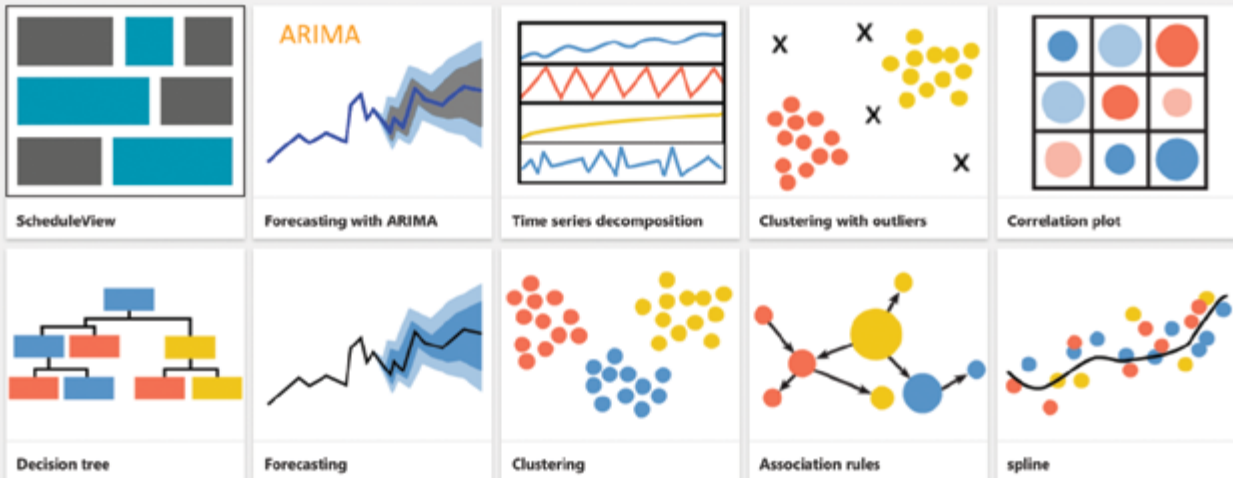 ARIMA
ScheduleView
Forecasting with ARIMA
Time series decomposition
X
X
X
X
Clustering with outliers
Correlation plot
Decision tree
Forecasting
Clustering
Association rules
spline